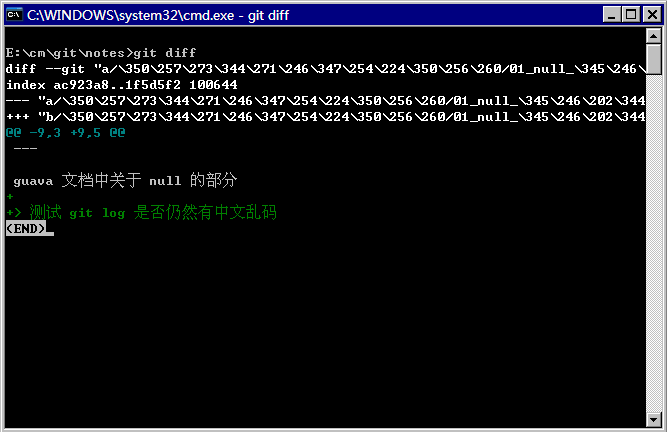 C:\WINDOWS\system32\cmd.exe - git diff
E:\cm\git\notes>git diff
diff --git "a/\350\257\273\344\271\246\347\254\224\350\256\260/01_null_\345\246\
index ac923a8..1f5d5f2 100644
--- "a/\350\257\273\344\271\246\347\254\224\350\256\260/01_null_\345\246\202\344
+++ "b/\350\257\273\344\271\246\347\254\224\350\256\260/01_null_\345\246\202\344
@@ -9,3 +9,5 @@
---
guava 文档中关于 null 的部分
+
+> 测试 git log 是否仍然有中文乱码
(END)